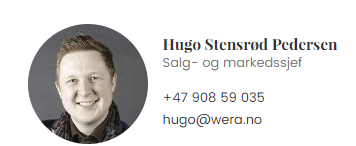 Hugo Stensrød Pedersen
Salg- og markedssjef
+47 908 59 035
hugo@wera.no